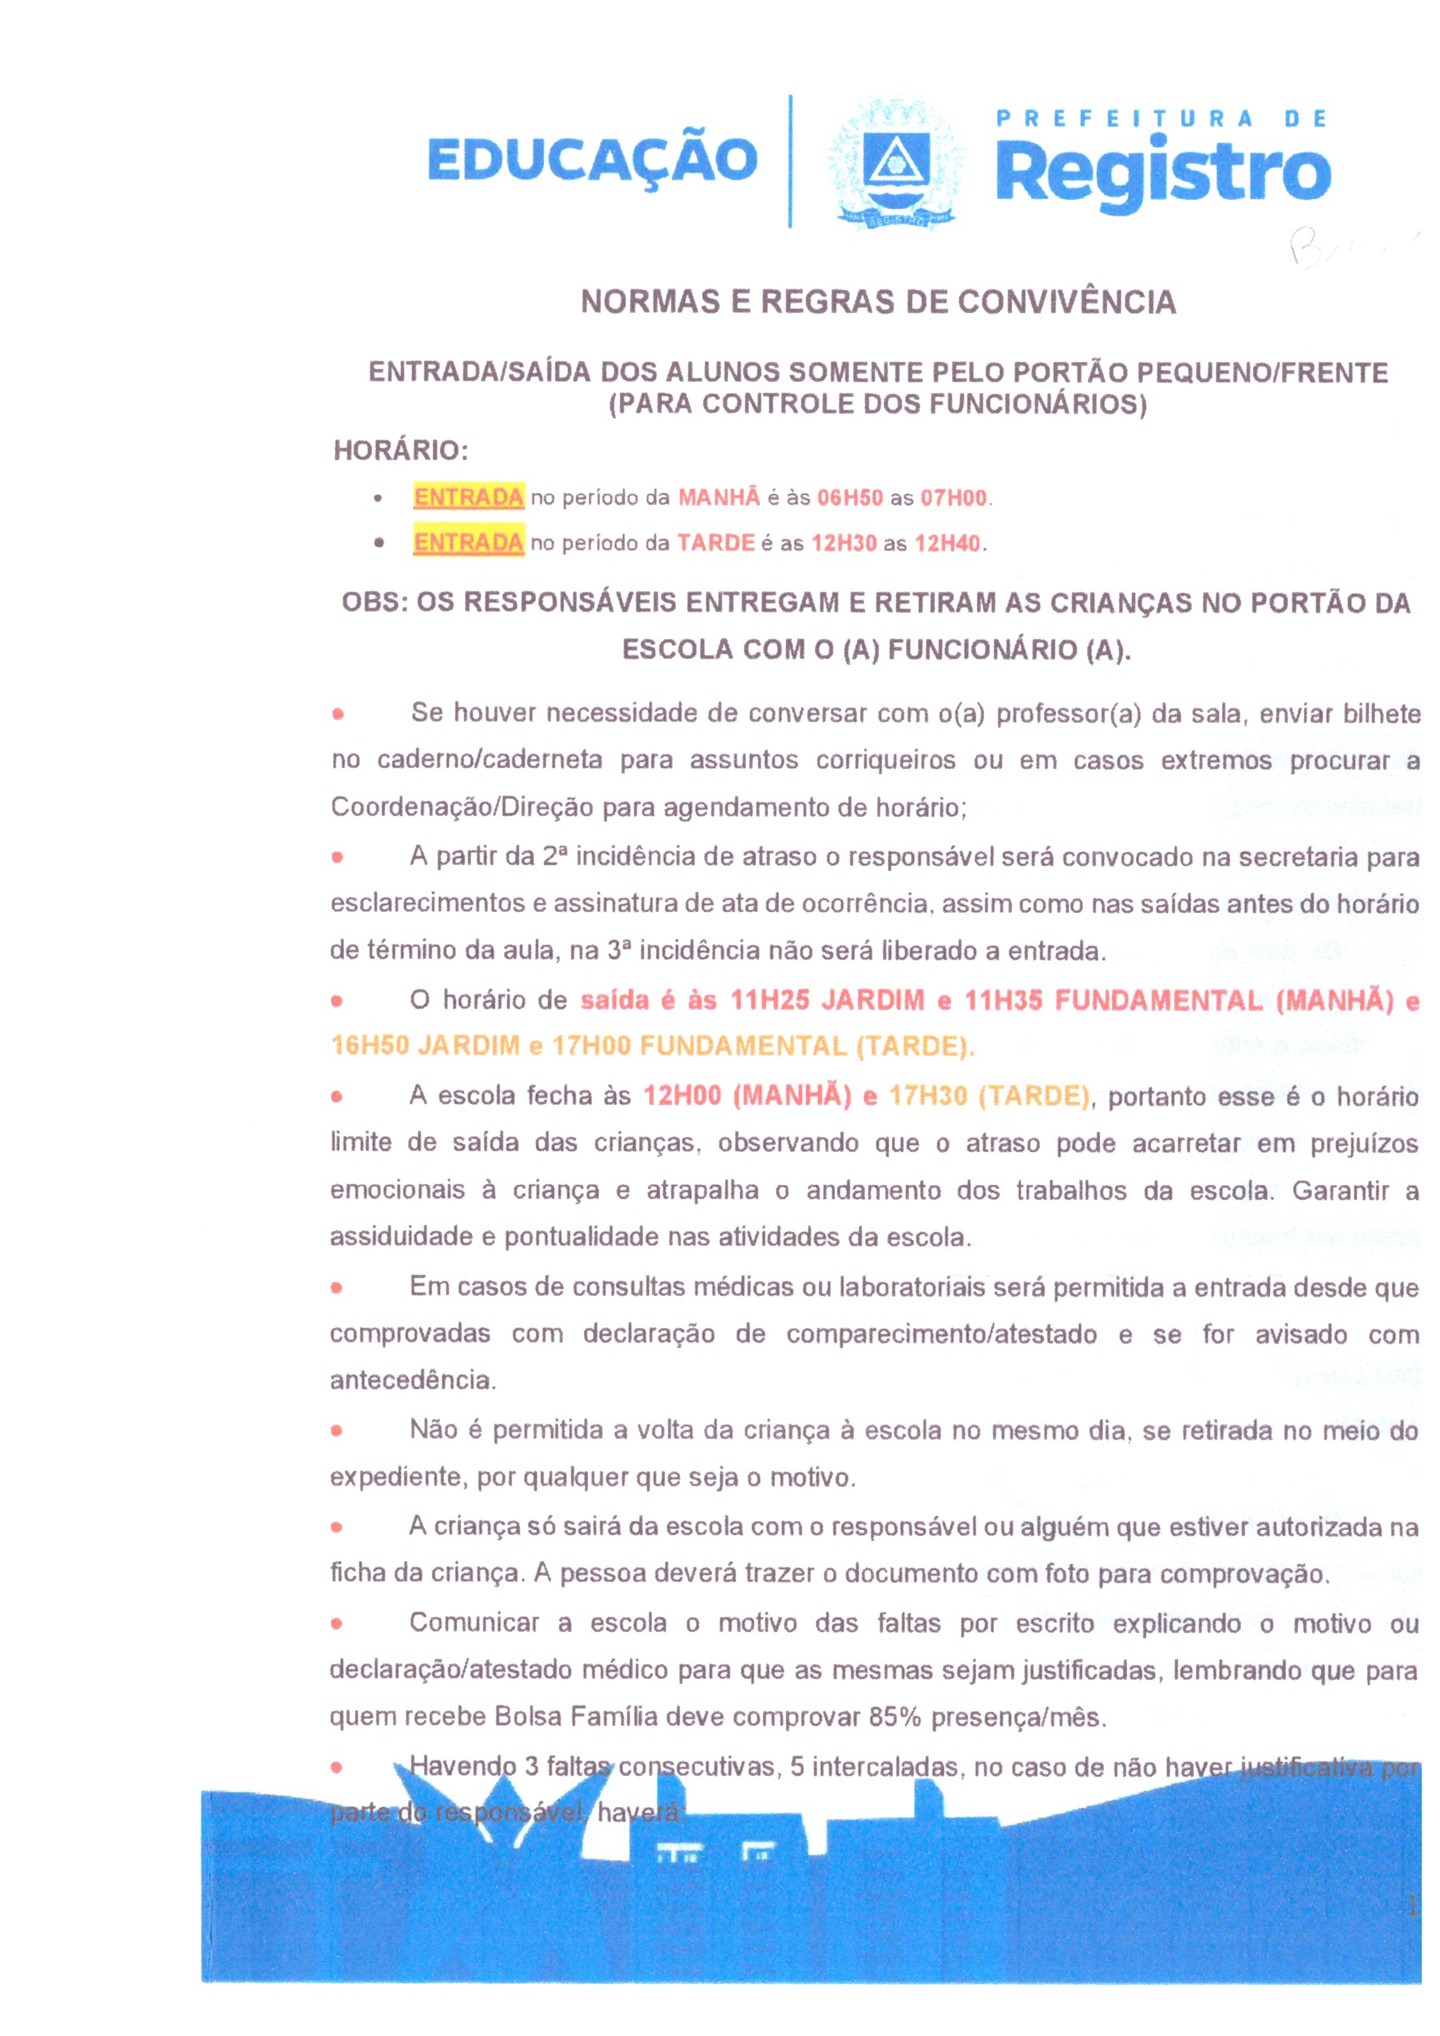 EDUCAÇÃO
PREFEITURA DE
Registro
REGISTRO
NORMAS E REGRAS DE CONVIVÊNCIA
ENTRADA/SAÍDA DOS ALUNOS SOMENTE PELO PORTÃO PEQUENO/FRENTE
(PARA CONTROLE DOS FUNCIONÁRIOS)
HORÁRIO:
• ENTRADA no período da MANHÃ é às 06H50 as 07H00.
• ENTRADA no período da TARDE é as 12H30 as 12H40.
OBS: OS RESPONSÁVEIS ENTREGAM E RETIRAM AS CRIANÇAS NO PORTÃO DA
ESCOLA COM O (A) FUNCIONÁRIO (A).
• Se houver necessidade de conversar com o(a) professor(a) da sala, enviar bilhete
no caderno/caderneta para assuntos corriqueiros ou em casos extremos procurar a
Coordenação/Direção para agendamento de horário;
• A partir da 2ª incidência de atraso o responsável será convocado na secretaria para
esclarecimentos e assinatura de ata de ocorrência, assim como nas saídas antes do horário
de término da aula, na 3ª incidência não será liberado a entrada.
• O horário de saída é às 11H25 JARDIM e 11H35 FUNDAMENTAL (MANHÃ) e
16H50 JARDIM e 17H00 FUNDAMENTAL (TARDE).
• A escola fecha às 12H00 (MANHÃ) e 17H30 (TARDE), portanto esse é o horário
limite de saída das crianças, observando que o atraso pode acarretar em prejuízos
emocionais à criança e atrapalha o andamento dos trabalhos da escola. Garantir a
assiduidade e pontualidade nas atividades da escola.
• Em casos de consultas médicas ou laboratoriais será permitida a entrada desde que
comprovadas com declaração de comparecimento/atestado e se for avisado com
antecedência.
• Não é permitida a volta da criança à escola no mesmo dia, se retirada no meio do
expediente, por qualquer que seja o motivo.
• A criança só sairá da escola com o responsável ou alguém que estiver autorizada na
ficha da criança. A pessoa deverá trazer o documento com foto para comprovação.
• Comunicar a escola o motivo das faltas por escrito explicando o motivo ou
declaração/atestado médico para que as mesmas sejam justificadas, lembrando que para
quem recebe Bolsa Família deve comprovar 85% presença/mês.
• Havendo 3 faltas consecutivas, 5 intercaladas, no caso de não haver justificativa por
parte do responsável, haverá:
1